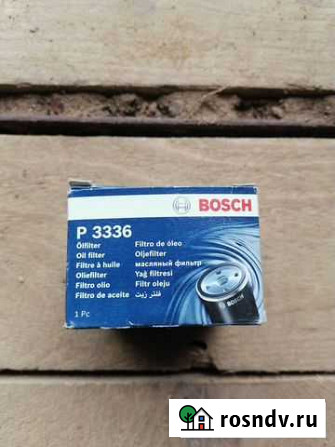 BOSCH
P 3336
Ölfilter
Oil filter
Filtre à huile
Oliefilter
Filtro olio
Filtro de aceite
Filtro de óleo
Oljefilter
масляный фильтр
Yağ filtresi
Filtr oleju
فلتر زيت
1 Pc
BOSCH
rosndv.ru